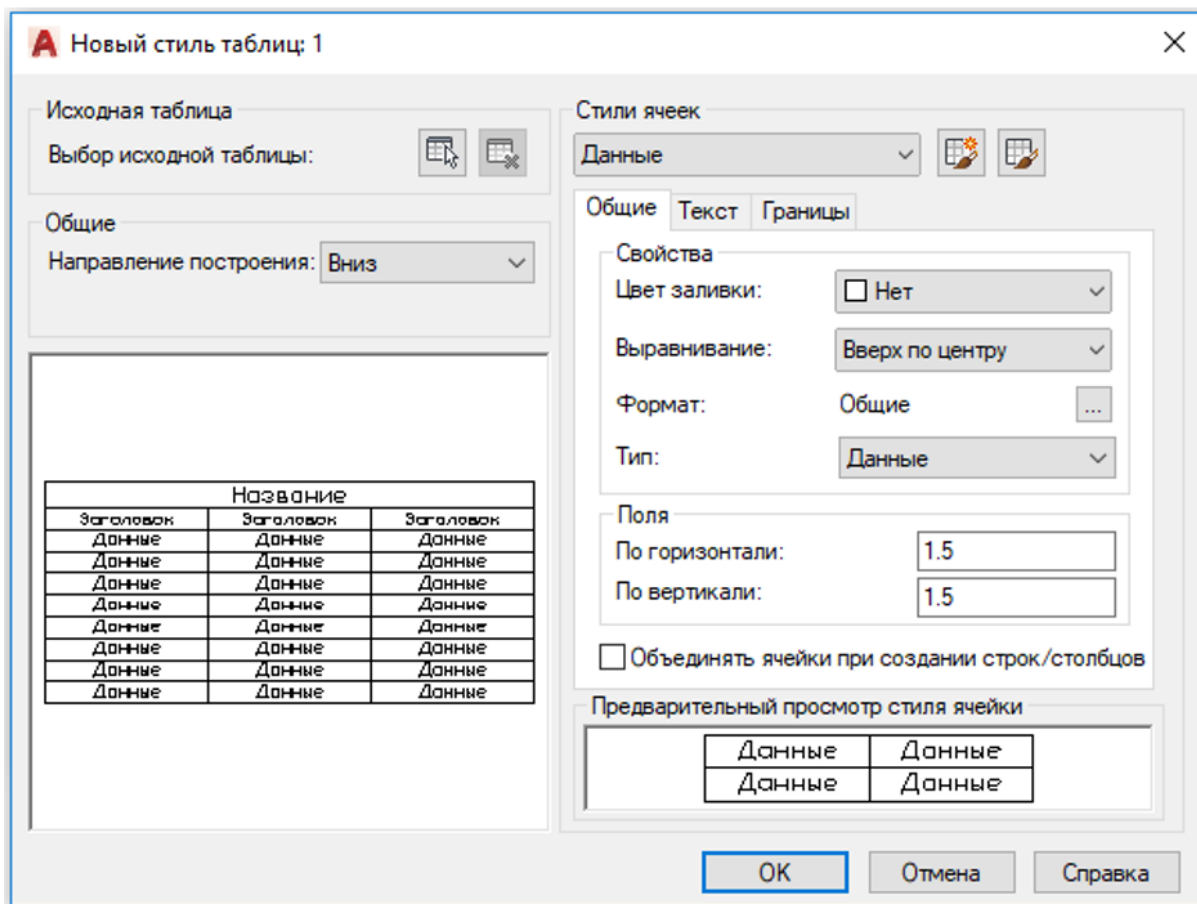 Новый стиль таблиц: 1
Исходная таблица
Выбор исходной таблицы:
Общие
Направление построения: Вниз
Название
Заголовок Заголовок Заголовок
Данные Данные Данные
Данные Данные Данные
Данные Данные Данные
Данные Данные Данные
Данные Данные Данные
Данные Данные Данные
Данные Данные Данные
Данные Данные Данные
Стили ячеек
Данные
Общие Текст Границы
Свойства
Цвет заливки: Нет
Выравнивание: Вверх по центру
Формат: Общие ...
Тип: Данные
Поля
По горизонтали: 1.5
По вертикали: 1.5
Объединять ячейки при создании строк/столбцов
Предварительный просмотр стиля ячейки
Данные Данные
Данные Данные
OK Отмена Справка